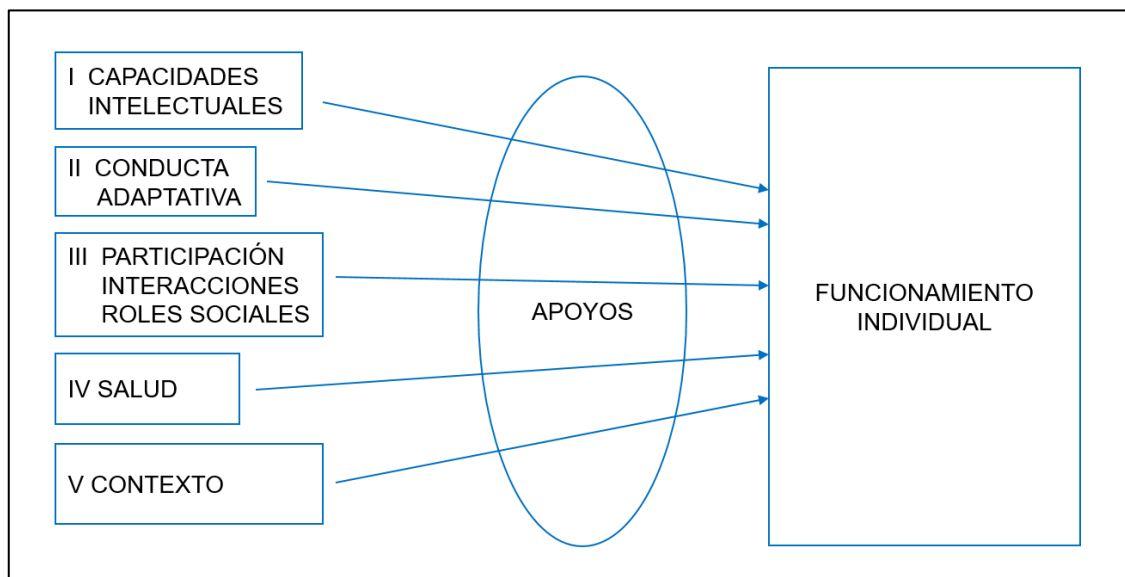 I CAPACIDADES
INTELECTUALES
II CONDUCTA
ADAPTATIVA
III PARTICIPACIÓN
INTERACCIONES
ROLES SOCIALES
IV SALUD
V CONTEXTO
APOYOS
FUNCIONAMIENTO
INDIVIDUAL